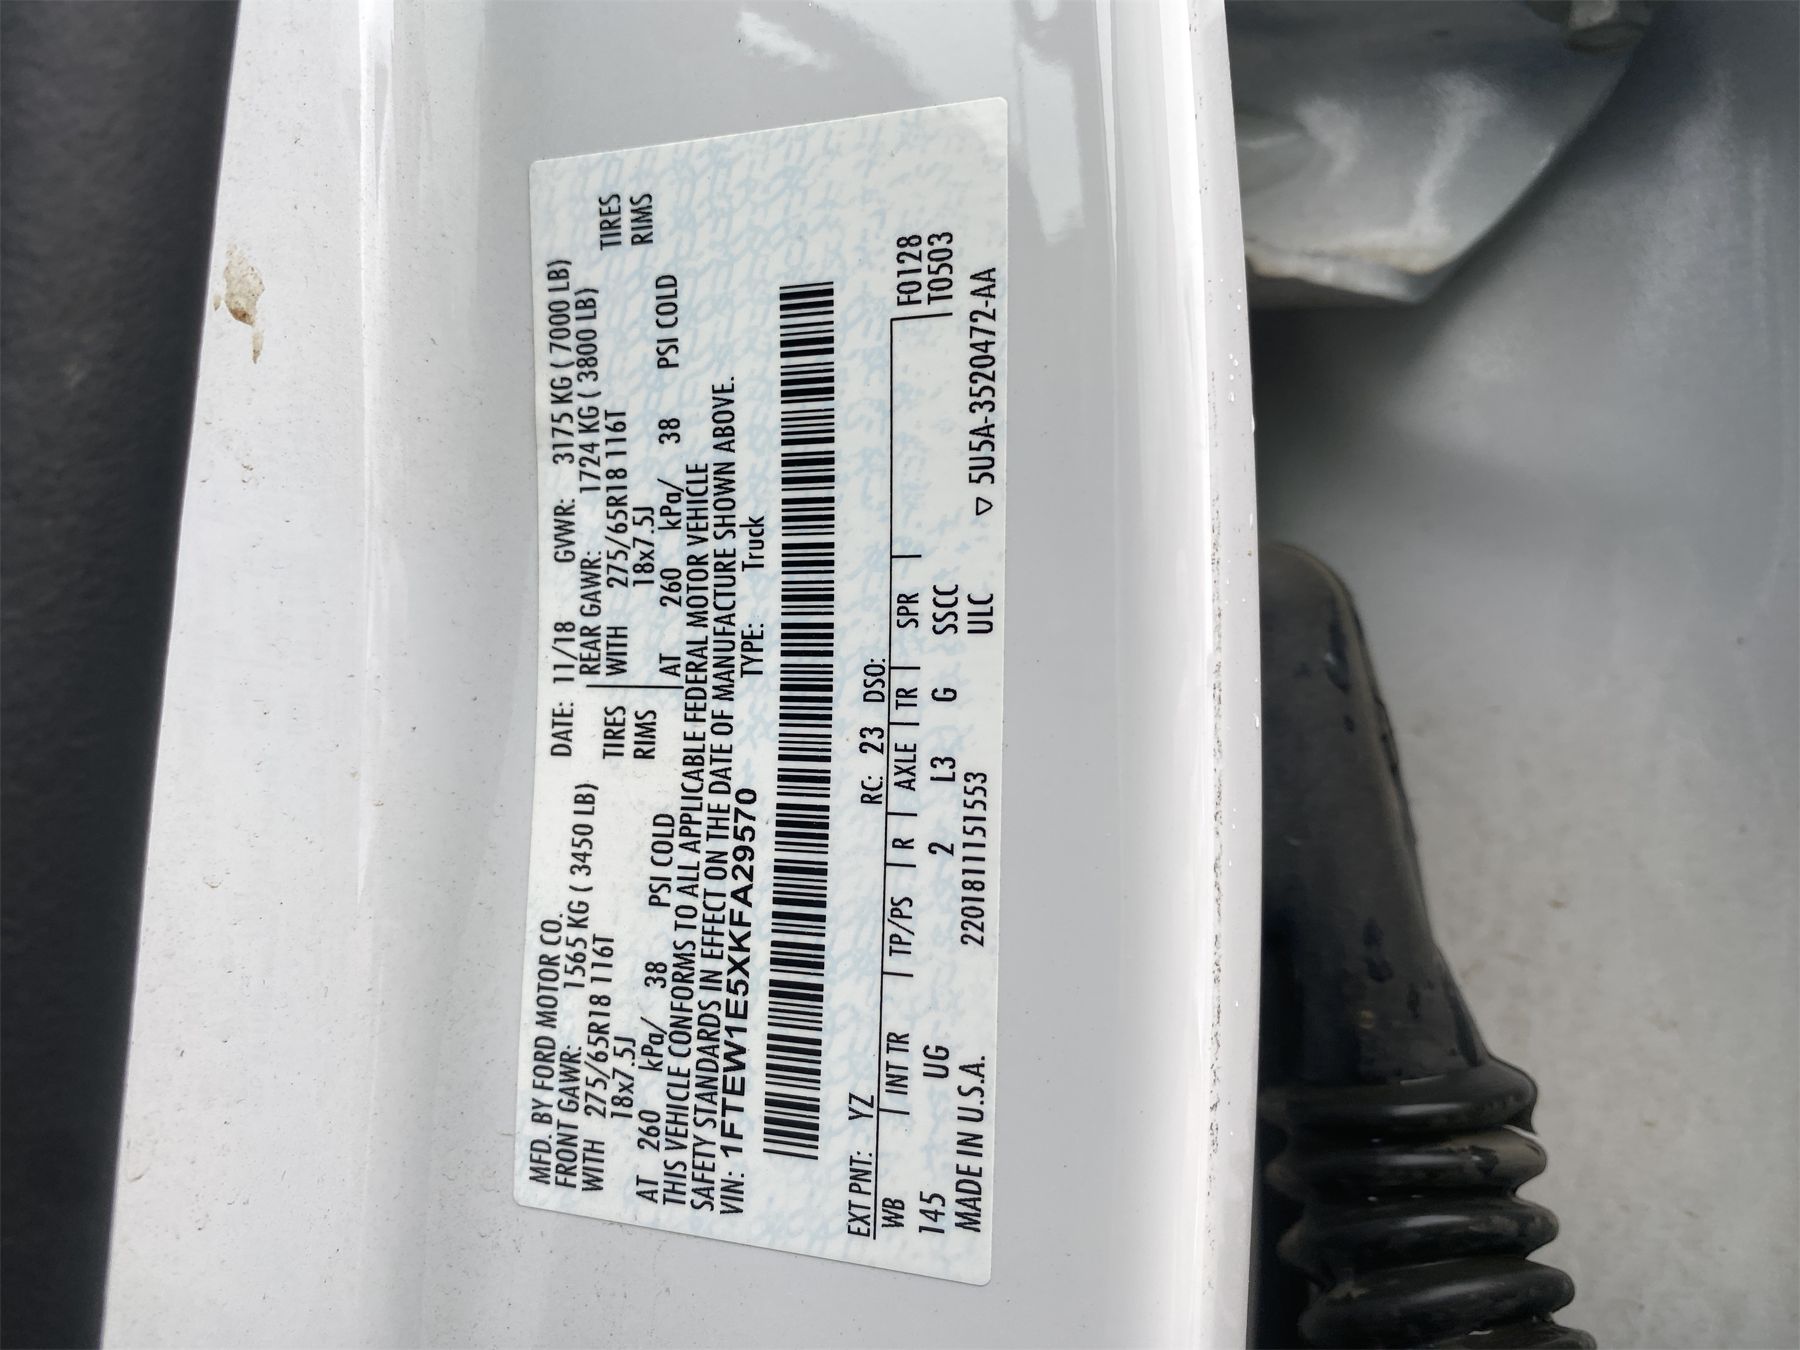 MFD. BY FORD MOTOR CO. DATE: 11/18 GVWR: 3175 KG ( 7000 LB)
FRONT GAWR: 1565 KG ( 3450 LB) REAR GAWR: 1724 KG ( 3800 LB)
WITH 275/65R18 116T TIRES WITH 275/65R18 116T TIRES
18x7.5J RIMS 18x7.5J RIMS
AT 260 kPa/ 38 PSI COLD AT 260 kPa/ 38 PSI COLD
THIS VEHICLE CONFORMS TO ALL APPLICABLE FEDERAL MOTOR VEHICLE
SAFETY STANDARDS IN EFFECT ON THE DATE OF MANUFACTURE SHOWN ABOVE.
VIN: 1FTEW1E5XKFA29570 TYPE: Truck
EXT PNT: YZ RC: 23 DSO:
WB INT TR TP/PS R AXLE TR SPR F0128
145 UG 2 L3 G SSCC T0503
MADE IN U.S.A. 220181115 1553 ULC ▽ 5U5A-3520472-AA